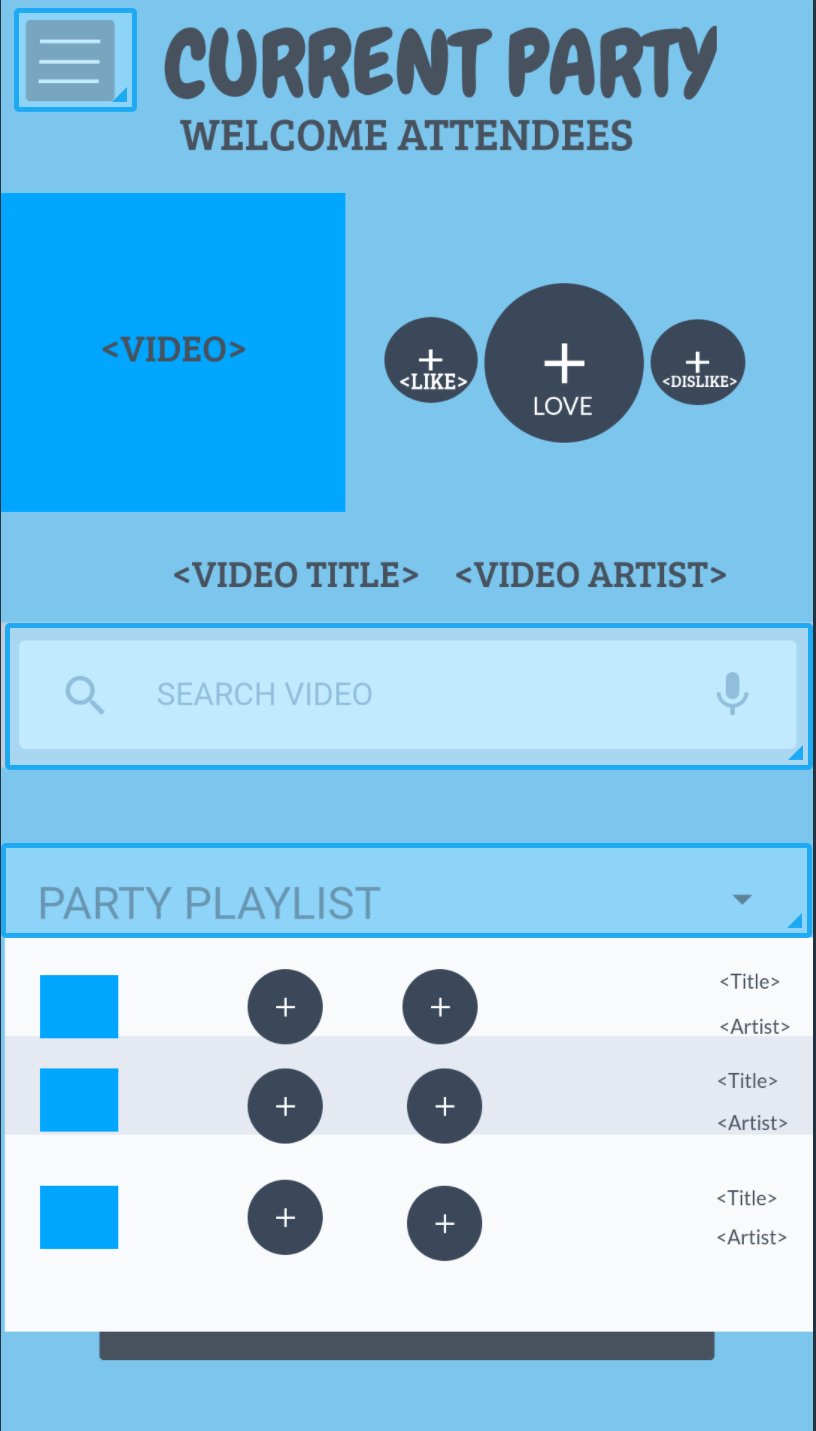 CURRENT PARTY
WELCOME ATTENDEES
<VIDEO>
<LIKE>
LOVE
<DISLIKE>
<VIDEO TITLE> <VIDEO ARTIST>
SEARCH VIDEO
PARTY PLAYLIST
<Title>
<Artist>
<Title>
<Artist>
<Title>
<Artist>